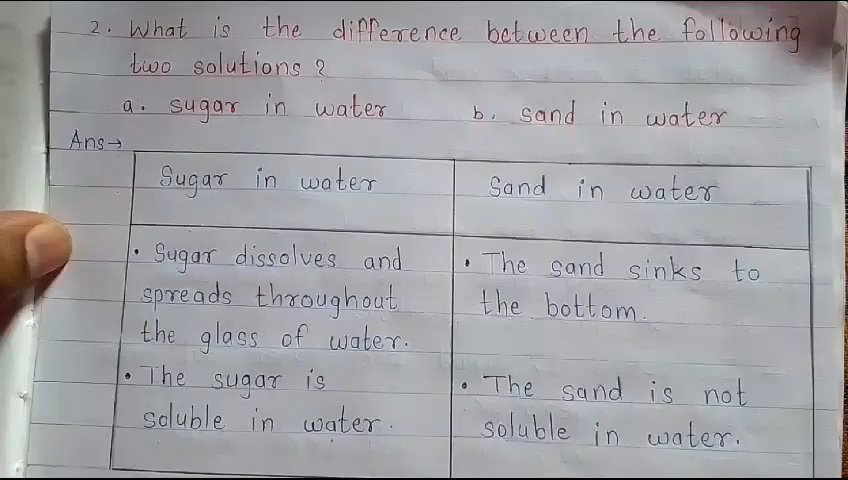 2. What is the difference between the following
two solutions?
a. sugar in water b. sand in water
Ans→
Sugar in water
• Sugar dissolves and
spreads throughout
the glass of water.
• The sugar is
soluble in water.
Sand in water
• The sand sinks to
the bottom.
• The sand is not
soluble in water.